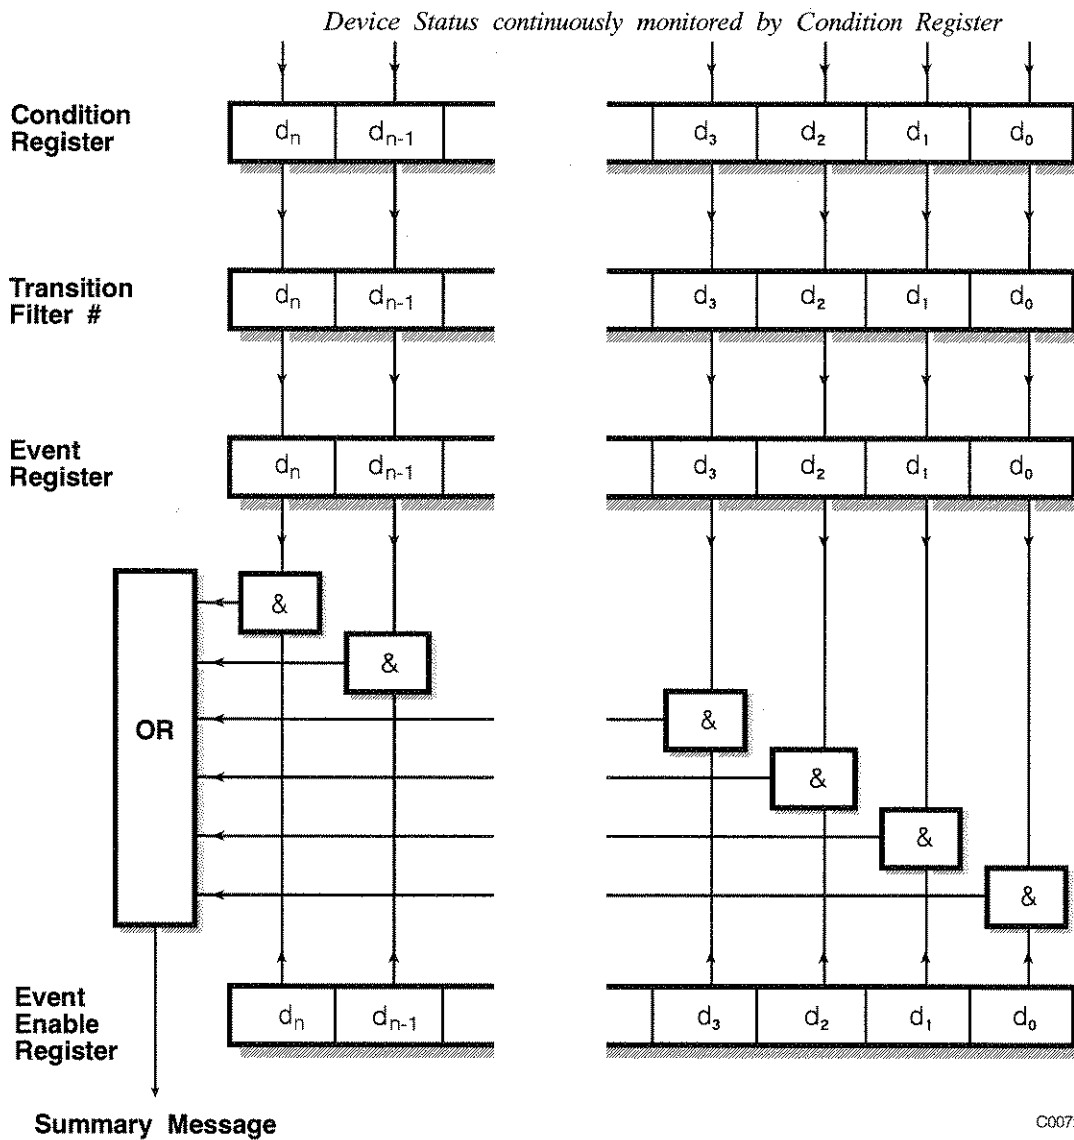 Device Status continuously monitored by Condition Register
Condition
Register
dₙ dₙ₋₁ d₃ d₂ d₁ d₀
Transition
Filter #
dₙ dₙ₋₁ d₃ d₂ d₁ d₀
Event
Register
dₙ dₙ₋₁ d₃ d₂ d₁ d₀
&
&
&
OR
&
&
&
Event
Enable
Register
dₙ dₙ₋₁ d₃ d₂ d₁ d₀
Summary Message